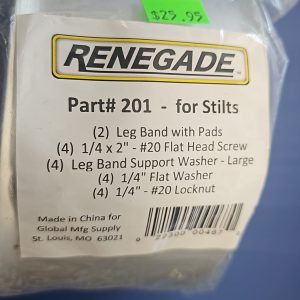 $25.95
RENEGADE
Part# 201 - for Stilts
(2) Leg Band with Pads
(4) 1/4 x 2" - #20 Flat Head Screw
(4) Leg Band Support Washer - Large
(4) 1/4" Flat Washer
(4) 1/4" - #20 Locknut
Made in China for
Global Mfg Supply
St. Louis, MO 63021